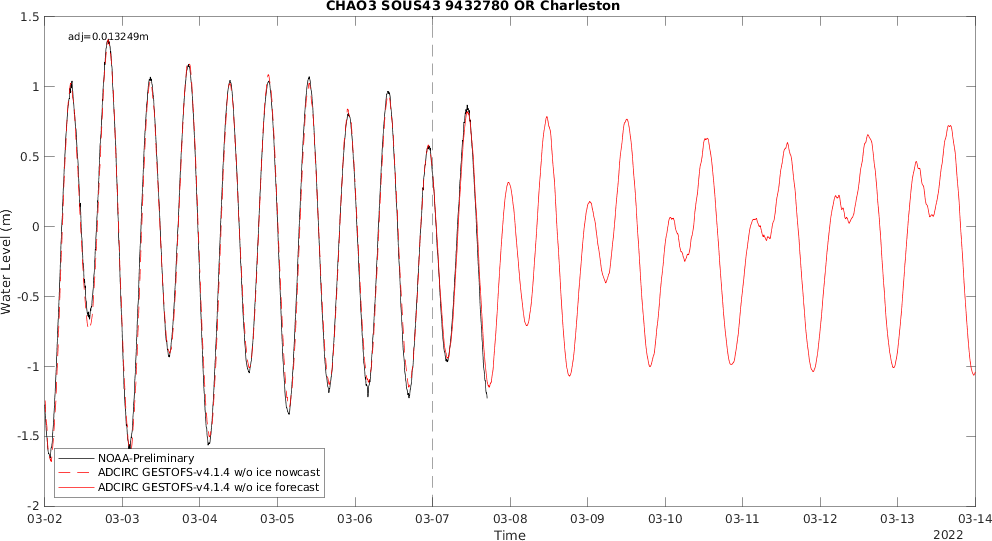 CHAO3 SOUS43 9432780 OR Charleston
adj=0.013249m
1.5
1
0.5
0
-0.5
-1
-1.5
-2
Water Level (m)
NOAA-Preliminary
ADCIRC GESTOFS-v4.1.4 w/o ice nowcast
ADCIRC GESTOFS-v4.1.4 w/o ice forecast
03-02 03-03 03-04 03-05 03-06 03-07 03-08 03-09 03-10 03-11 03-12 03-13 03-14
Time
2022